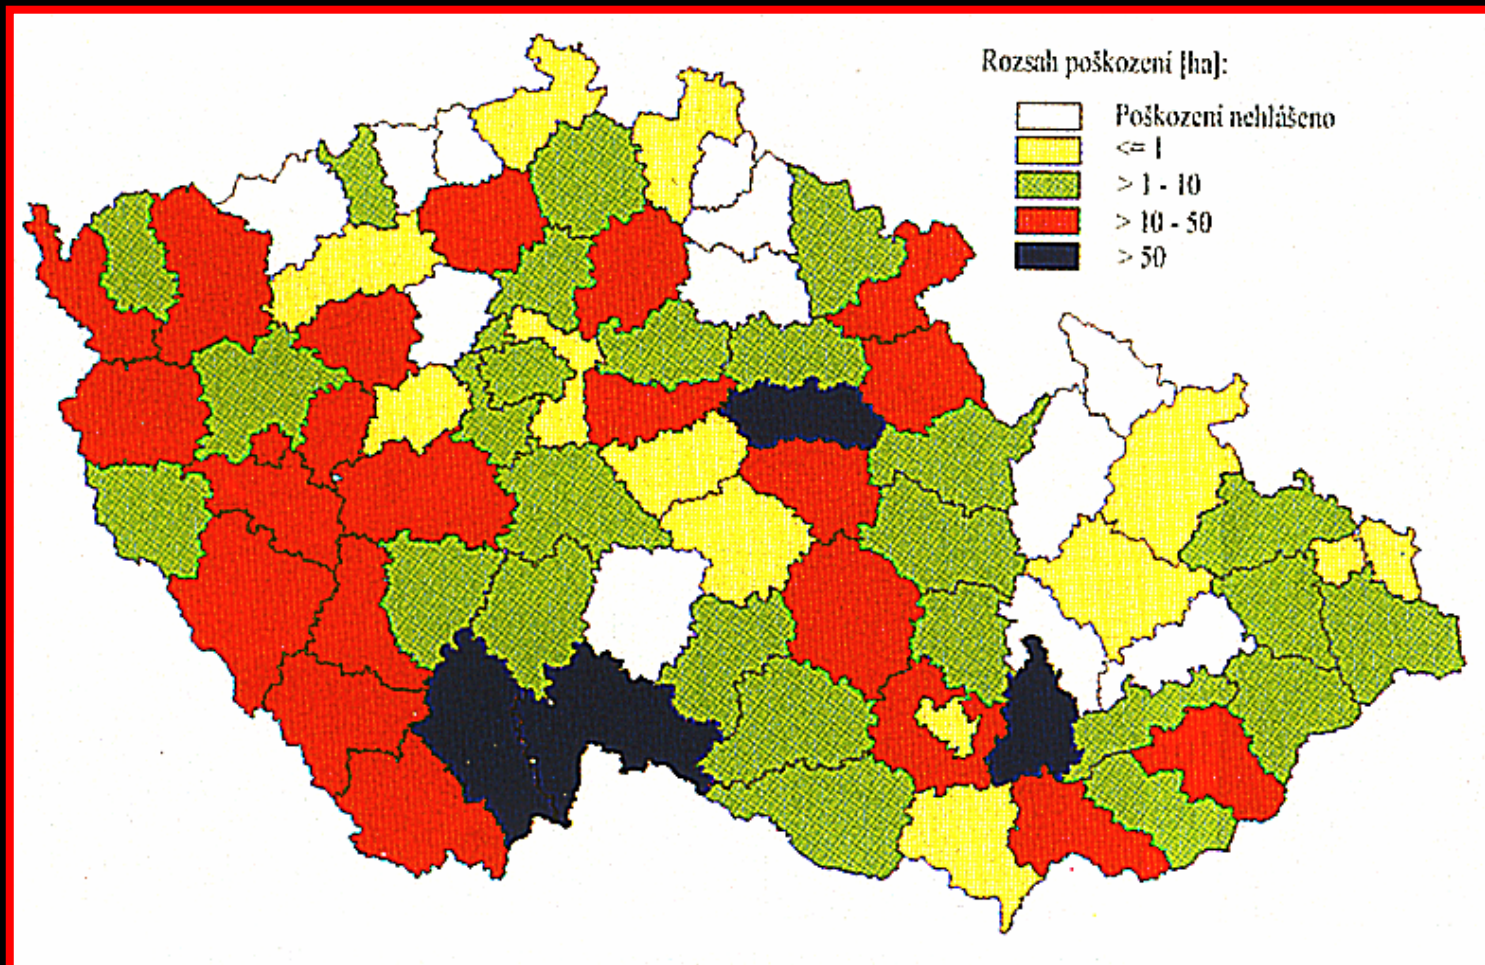 Rozsah poškození [ha]:
Poškození nehlášeno
<= 1
> 1 - 10
> 10 - 50
> 50